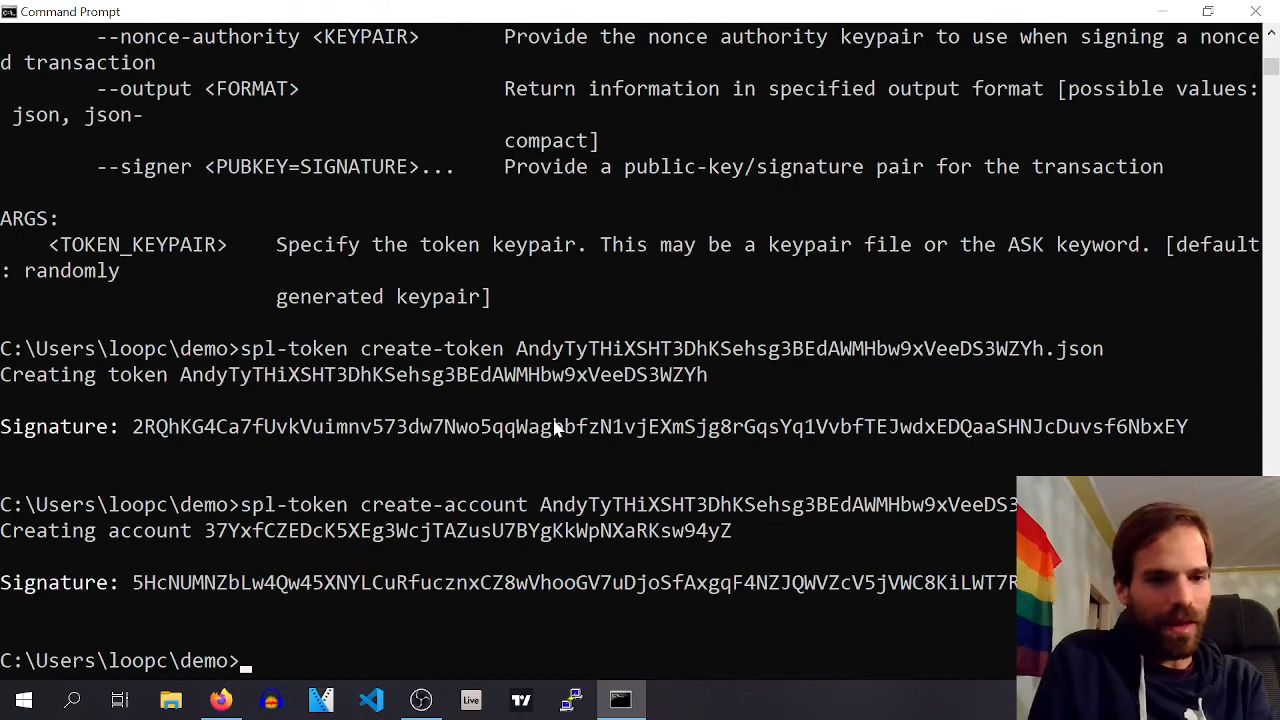 Command Prompt
--nonce-authority <KEYPAIR> Provide the nonce authority keypair to use when signing a nonce
d transaction
--output <FORMAT> Return information in specified output format [possible values:
json, json-
compact]
--signer <PUBKEY=SIGNATURE>... Provide a public-key/signature pair for the transaction
ARGS:
<TOKEN_KEYPAIR> Specify the token keypair. This may be a keypair file or the ASK keyword. [default
: randomly
generated keypair]
C:\Users\loopc\demo>spl-token create-token AndyTyTHiXSHT3DhKSehsg3BEdAWMHbw9xVeeDS3WZYh.json
Creating token AndyTyTHiXSHT3DhKSehsg3BEdAWMHbw9xVeeDS3WZYh
Signature:
C:\Users\loopc\demo>spl-token create-account AndyTyTHiXSHT3DhKSehsg3BEdAWMHbw9xVeeDS3
Creating account 37YxfCZEDcK5XEg3WcjTAZusU7BYgKkWpNXaRKsw94yZ
Signature: 5HcNUMNZbLw4Qw45XNYLCuRfucznxCZ8wVhooGV7uDjoSfAxgqF4NZJQWVZcV5jVWC8KiLWT7R
C:\Users\loopc\demo>
Live